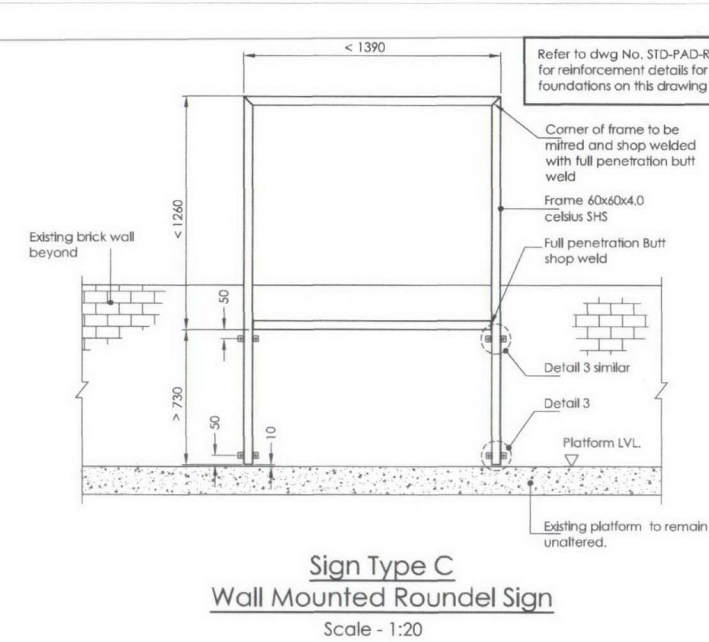 < 1390
Refer to dwg No. STD-PAD-R
for reinforcement details for
foundations on this drawing
Corner of frame to be
mitred and shop welded
with full penetration butt
weld
Frame 60x60x4.0
celsius SHS
< 1260
Existing brick wall
beyond
Full penetration Butt
shop weld
50
Detail 3 similar
> 730
Detail 3
50
10
Platform LVL.
Existing platform to remain
unaltered.
Sign Type C
Wall Mounted Roundel Sign
Scale - 1:20